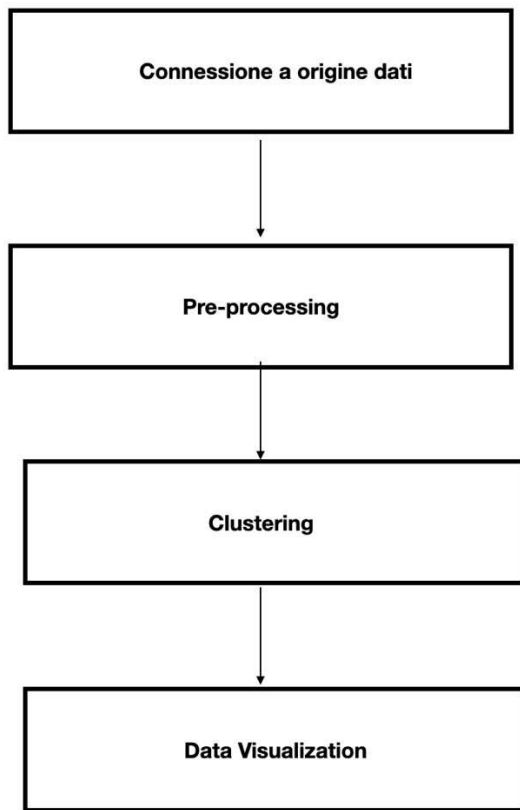 Connessione a origine dati
Pre-processing
Clustering
Data Visualization